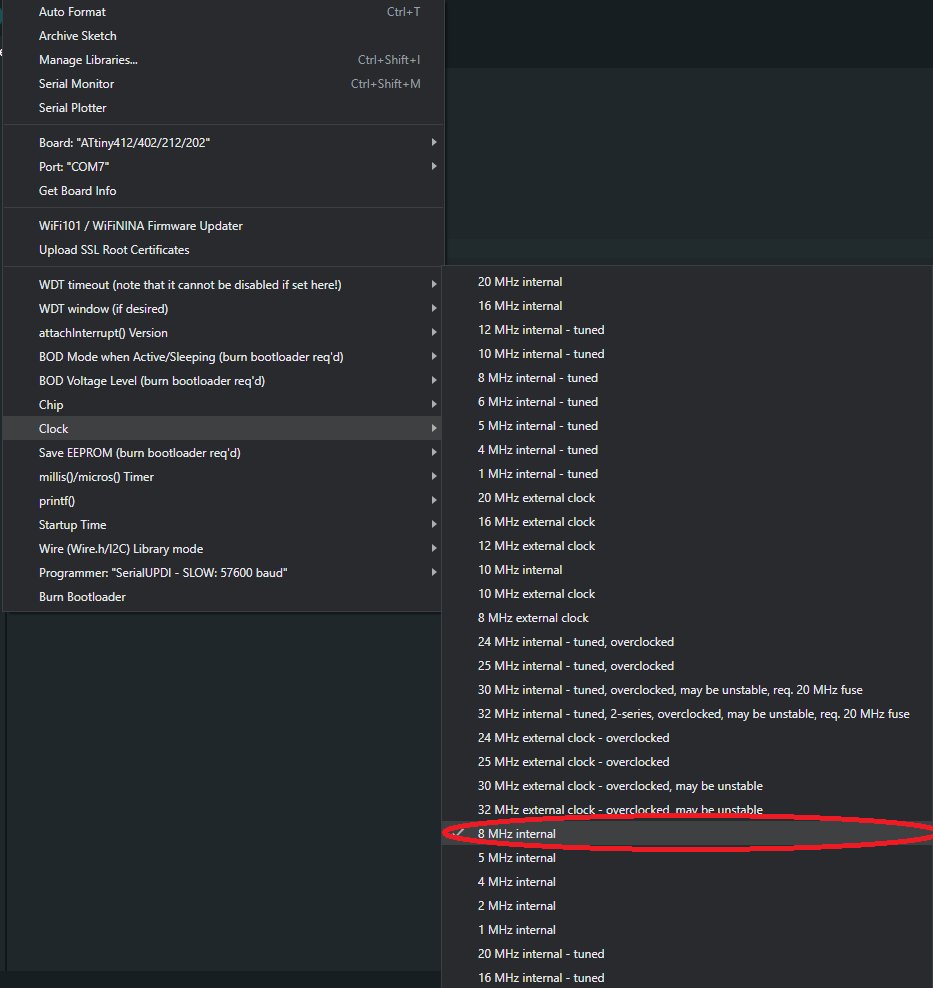 Auto Format Ctrl+T
Archive Sketch
Manage Libraries... Ctrl+Shift+I
Serial Monitor Ctrl+Shift+M
Serial Plotter
Board: "ATtiny412/402/212/202"
Port: "COM7"
Get Board Info
WiFi101 / WiFiNINA Firmware Updater
Upload SSL Root Certificates
WDT timeout (note that it cannot be disabled if set here!)
WDT window (if desired)
attachInterrupt() Version
BOD Mode when Active/Sleeping (burn bootloader req'd)
BOD Voltage Level (burn bootloader req'd)
Chip
Clock
Save EEPROM (burn bootloader req'd)
millis()/micros() Timer
printf()
Startup Time
Wire (Wire.h/I2C) Library mode
Programmer: "SerialUPDI - SLOW: 57600 baud"
Burn Bootloader
20 MHz internal
16 MHz internal
12 MHz internal - tuned
10 MHz internal - tuned
8 MHz internal - tuned
6 MHz internal - tuned
5 MHz internal - tuned
4 MHz internal - tuned
1 MHz internal - tuned
20 MHz external clock
16 MHz external clock
12 MHz external clock
10 MHz internal
10 MHz external clock
8 MHz external clock
24 MHz internal - tuned, overclocked
25 MHz internal - tuned, overclocked
30 MHz internal - tuned, overclocked, may be unstable, req. 20 MHz fuse
32 MHz internal - tuned, 2-series, overclocked, may be unstable, req. 20 MHz fuse
24 MHz external clock - overclocked
25 MHz external clock - overclocked
30 MHz external clock - overclocked, may be unstable
32 MHz external clock - overclocked, may be unstable
8 MHz internal
5 MHz internal
4 MHz internal
2 MHz internal
1 MHz internal
20 MHz internal - tuned
16 MHz internal - tuned